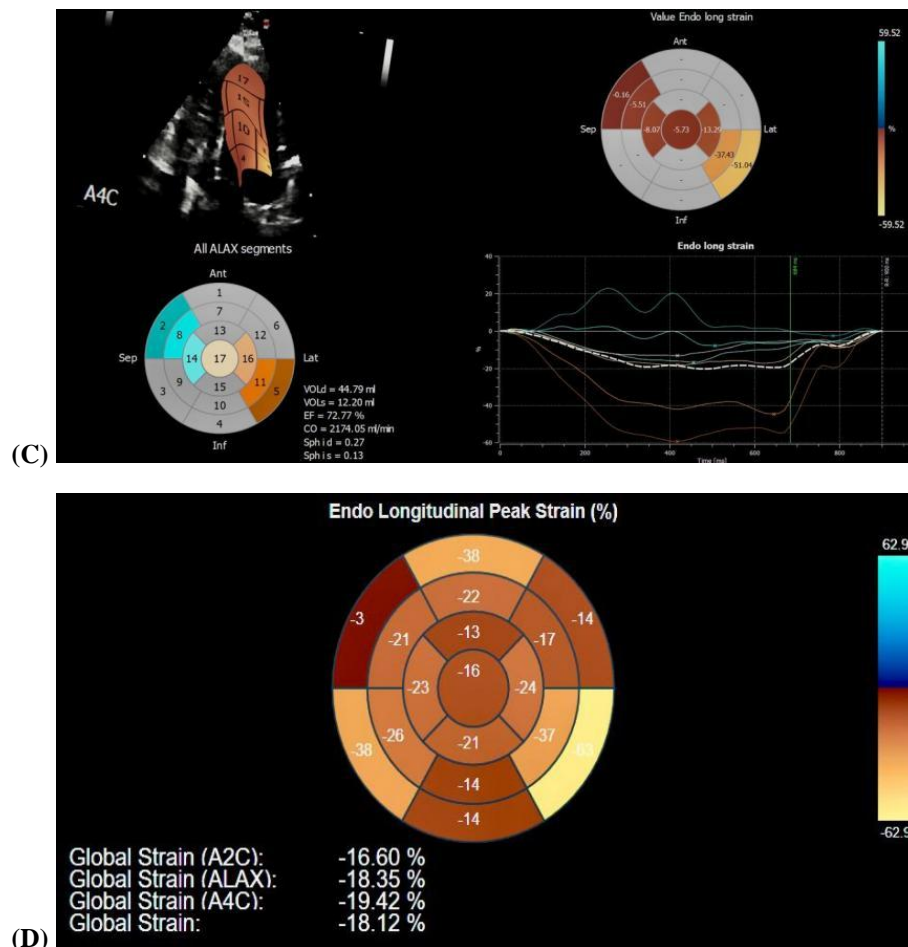 Value Endo long strain
59.52
%
-59.52
Ant
-0.16
-5.51
Sep
-8.07
-5.73
-13.29
Lat
-37.43
-51.04
Inf
17
10
4
A4C
All ALAX segments
Ant
1
7
2
8
13
12
6
Sep
14
17
16
Lat
3
9
15
11
5
10
4
Inf
VOLd = 44.79 ml
VOLs = 12.20 ml
EF = 72.77 %
CO = 2174.05 ml/min
Sph i d = 0.27
Sph i s = 0.13
Endo long strain
40
20
0
%
-20
-40
-60
0
200
400
600
800
Time [ms]
(C)
Endo Longitudinal Peak Strain (%)
62.9
-62.9
-38
-22
-13
-3
-21
-17
-14
-16
-23
-24
-38
-26
-21
-37
-14
-14
Global Strain (A2C): -16.60 %
Global Strain (ALAX): -18.35 %
Global Strain (A4C): -19.42 %
Global Strain: -18.12 %
(D)